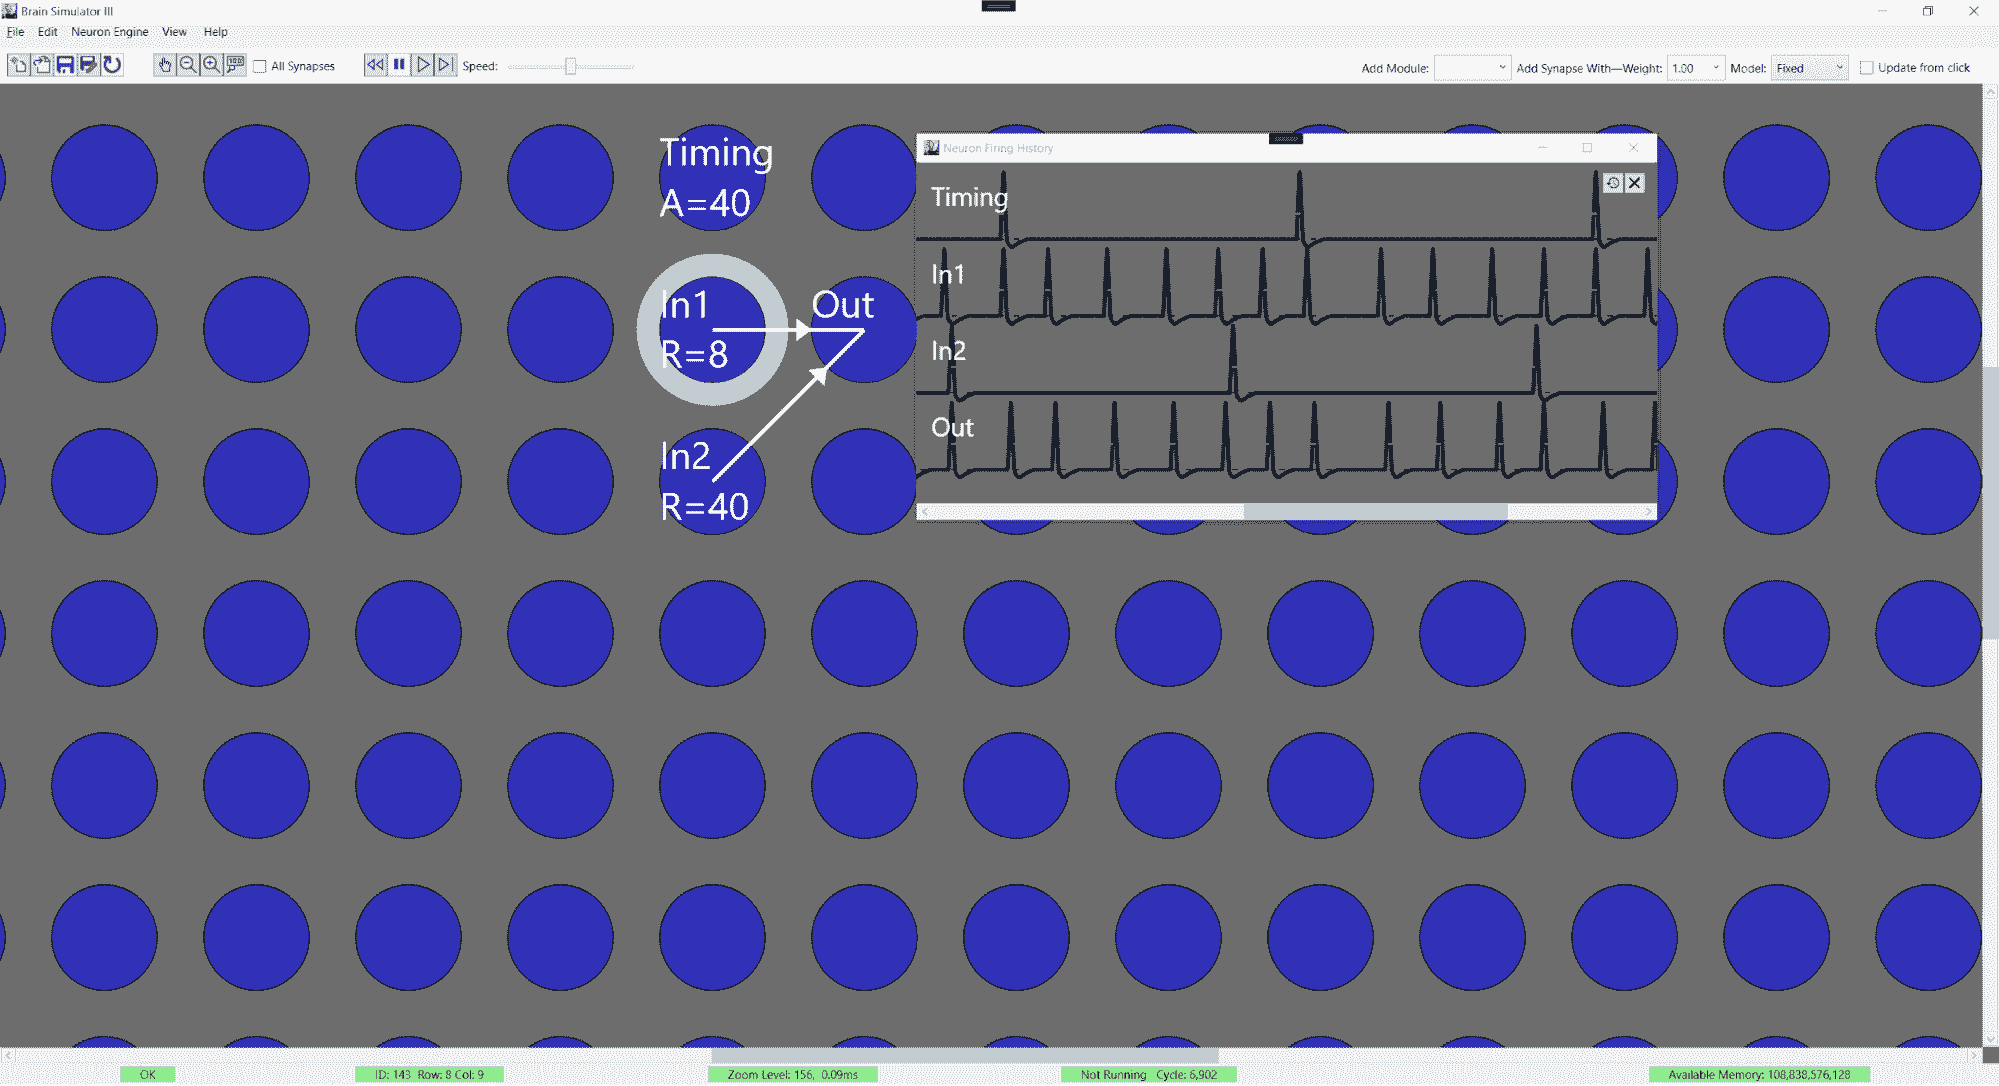 Brain Simulator III
File Edit Neuron Engine View Help
All Synapses Speed: Add Module: Add Synapse With—Weight: 1.00 Model: Fixed Update from click
Timing
A=40
In1
R=8
Out
In2
R=40
Neuron Firing History
Timing
In1
In2
Out
OK ID: 143 Row: 8 Col: 9 Zoom Level: 156, 0.09ms Not Running Cycle: 6,902 Available Memory: 108,838,576,128